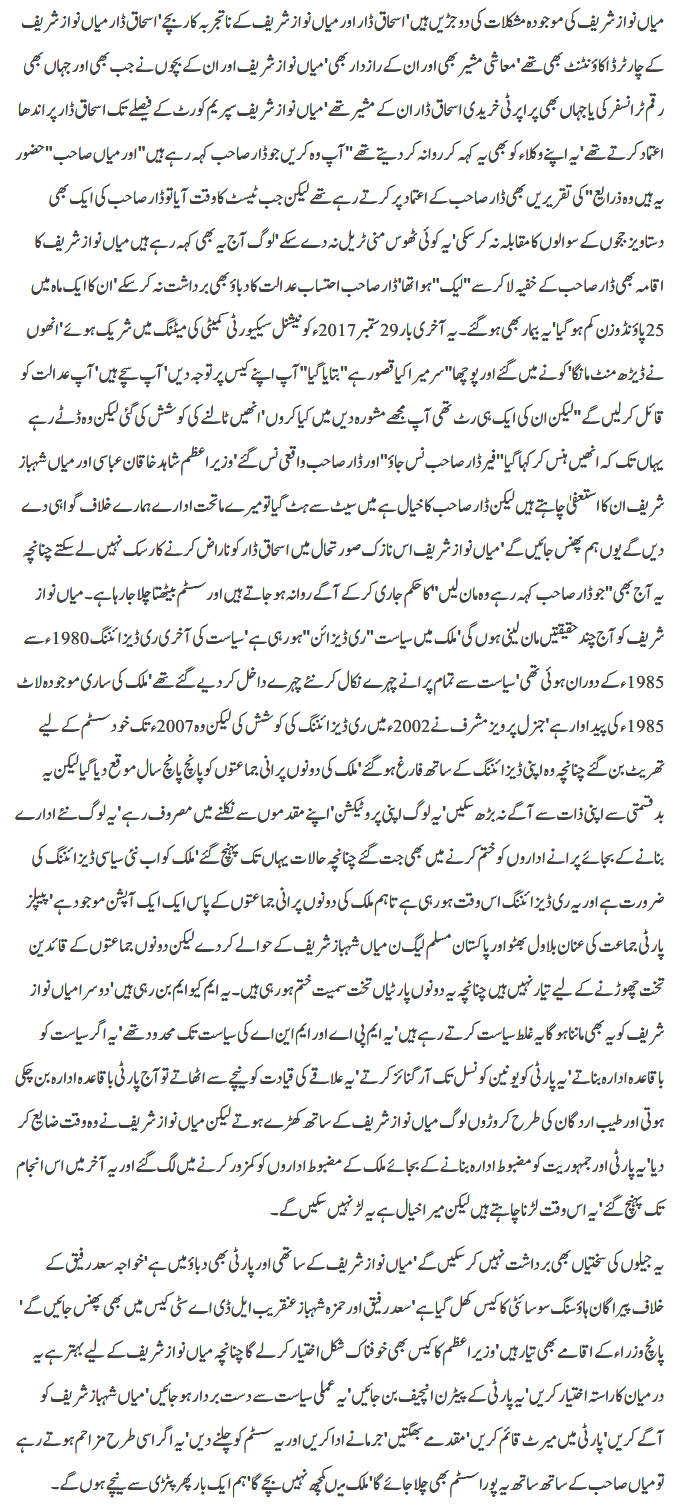 میاں نواز شریف کی موجودہ مشکلات کی دو جڑیں ہیں' اسحاق ڈار اور میاں نواز شریف کے ناتجربہ کار بچے' اسحاق ڈار میاں نواز شریف
کے چارٹرڈ اکاؤنٹنٹ بھی تھے' معاشی مشیر بھی اور ان کے رازدار بھی' میاں نواز شریف اور ان کے بچوں نے جب بھی اور جہاں بھی
رقم ٹرانسفر کی یا جہاں بھی پراپرٹی خریدی اسحاق ڈار ان کے مشیر تھے' میاں نواز شریف سپریم کورٹ کے فیصلے تک اسحاق ڈار پر اندھا
اعتماد کرتے تھے' یہ اپنے وکلاء کو بھی یہ کہہ کر روانہ کر دیتے تھے''آپ وہ کریں جو ڈار صاحب کہہ رہے ہیں'' اور میاں صاحب ''حضور
یہ ہیں وہ ذرایع'' کی تقریریں بھی ڈار صاحب کے اعتماد پر کرتے رہے تھے لیکن جب ٹیسٹ کا وقت آیا تو ڈار صاحب کی ایک بھی
دستاویز ججوں کے سوالوں کا مقابلہ نہ کر سکی' یہ کوئی ٹھوس منی ٹریل نہ دے سکے' لوگ آج یہ بھی کہہ رہے ہیں میاں نواز شریف کا
اقامہ بھی ڈار صاحب کے خفیہ لاکر سے ''لیک'' ہوا تھا' ڈار صاحب احتساب عدالت کا دباؤ بھی برداشت نہ کر سکے' ان کا ایک ماہ میں
25 پاؤنڈ وزن کم ہو گیا' یہ بیمار بھی ہو گئے۔ یہ آخری بار 29 ستمبر 2017ء کو نیشنل سیکیورٹی کمیٹی کی میٹنگ میں شریک ہوئے' انھوں
نے ڈیڑھ منٹ مانگا' کونے میں گئے اور پوچھا ''سر میرا کیا قصور ہے'' بتایا گیا ''آپ اپنے کیس پر توجہ دیں' آپ سچے ہیں' آپ عدالت کو
قائل کر لیں گے'' لیکن ان کی ایک ہی رٹ تھی آپ مجھے مشورہ دیں میں کیا کروں' انھیں ٹالنے کی کوشش کی گئی لیکن وہ ڈٹے رہے
یہاں تک کہ انھیں ہنس کر کہا گیا ''فیر ڈار صاحب نس جاؤ'' اور ڈار صاحب واقعی نس گئے' وزیراعظم شاہد خاقان عباسی اور میاں شہباز
شریف ان کا استعفیٰ چاہتے ہیں لیکن ڈار صاحب کا خیال ہے میں سیٹ سے ہٹ گیا تو میرے ماتحت ادارے ہمارے خلاف گواہی دے
دیں گے یوں ہم پھنس جائیں گے' میاں نواز شریف اس نازک صورتحال میں اسحاق ڈار کو ناراض کرنے کا رسک نہیں لے سکتے چنانچہ
یہ آج بھی ''جو ڈار صاحب کہہ رہے وہ مان لیں'' کا حکم جاری کر کے آگے روانہ ہو جاتے ہیں اور سسٹم بیٹھتا چلا جا رہا ہے۔ میاں نواز
شریف کو آج چند حقیقتیں مان لینی ہوں گی' ملک میں سیاست ''ری ڈیزائن'' ہو رہی ہے' سیاست کی آخری ری ڈیزائننگ 1980ء سے
1985ء کے دوران ہوئی تھی' سیاست سے تمام پرانے چہرے نکال کر نئے چہرے داخل کر دیے گئے تھے' ملک کی ساری موجودہ لاٹ
1985ء کی پیداوار ہے' جنرل پرویز مشرف نے 2002ء میں ری ڈیزائننگ کی کوشش کی لیکن وہ 2007ء تک خود سسٹم کے لیے
تھریٹ بن گئے چنانچہ وہ اپنی ڈیزائننگ کے ساتھ فارغ ہو گئے' ملک کی دونوں پرانی جماعتوں کو پانچ پانچ سال موقع دیا گیا لیکن یہ
بدقسمتی سے اپنی ذات سے آگے نہ بڑھ سکیں' یہ لوگ اپنی پروٹیکشن' اپنے مقدموں سے نکلنے میں مصروف رہے' یہ لوگ نئے ادارے
بنانے کے بجائے پرانے اداروں کو ختم کرنے میں بھی جت گئے چنانچہ حالات یہاں تک پہنچ گئے' ملک کو اب نئی سیاسی ڈیزائننگ کی
ضرورت ہے اور یہ ری ڈیزائننگ اس وقت ہو رہی ہے تاہم ملک کی دونوں پرانی جماعتوں کے پاس ایک ایک آپشن موجود ہے' پیپلز
پارٹی جماعت کی عنان بلاول بھٹو اور پاکستان مسلم لیگ ن میاں شہباز شریف کے حوالے کر دے لیکن دونوں جماعتوں کے قائدین
تخت چھوڑنے کے لیے تیار نہیں ہیں چنانچہ یہ دونوں پارٹیاں تخت سمیت ختم ہو رہی ہیں۔ یہ ایم کیو ایم بن رہی ہیں' دوسرا میاں نواز
شریف کو یہ بھی ماننا ہوگا یہ غلط سیاست کرتے رہے ہیں' یہ ایم پی اے اور ایم این اے کی سیاست تک محدود تھے' یہ اگر سیاست کو
باقاعدہ ادارہ بناتے' یہ پارٹی کو یونین کونسل تک آرگنائز کرتے' یہ علاقے کی قیادت کو نیچے سے اٹھاتے تو آج پارٹی باقاعدہ ادارہ بن چکی
ہوتی اور طیب اردگان کی طرح کروڑوں لوگ میاں نواز شریف کے ساتھ کھڑے ہوتے لیکن میاں نواز شریف نے وہ وقت ضایع کر
دیا' یہ پارٹی اور جمہوریت کو مضبوط ادارہ بنانے کے بجائے ملک کے مضبوط اداروں کو کمزور کرنے میں لگ گئے اور یہ آخر میں اس انجام
تک پہنچ گئے' یہ اس وقت لڑنا چاہتے ہیں لیکن میرا خیال ہے یہ لڑ نہیں سکیں گے۔
یہ جیلوں کی سختیاں بھی برداشت نہیں کر سکیں گے' میاں نواز شریف کے ساتھی اور پارٹی بھی دباؤ میں ہے' خواجہ سعد رفیق کے
خلاف پیراگان ہاؤسنگ سوسائٹی کا کیس کھل گیا ہے' سعد رفیق اور حمزہ شہباز عنقریب ایل ڈی اے سٹی کیس میں بھی پھنس جائیں گے'
پانچ وزراء کے اقامے بھی تیار ہیں' وزیراعظم کا کیس بھی خوفناک شکل اختیار کر لے گا چنانچہ میاں نواز شریف کے لیے بہتر ہے یہ
درمیان کا راستہ اختیار کریں' یہ پارٹی کے پیٹرن انچیف بن جائیں' یہ عملی سیاست سے دست بردار ہو جائیں' میاں شہباز شریف کو
آگے کریں' پارٹی میں میرٹ قائم کریں' مقدمے بھگتیں' جرمانے ادا کریں اور یہ سسٹم کو چلنے دیں' یہ اگر اسی طرح مزاحم ہوتے رہے
تو میاں صاحب کے ساتھ ساتھ یہ پورا سسٹم بھی چلا جائے گا' ملک میں کچھ نہیں بچے گا' ہم ایک بار پھر پٹڑی سے نیچے ہوں گے۔